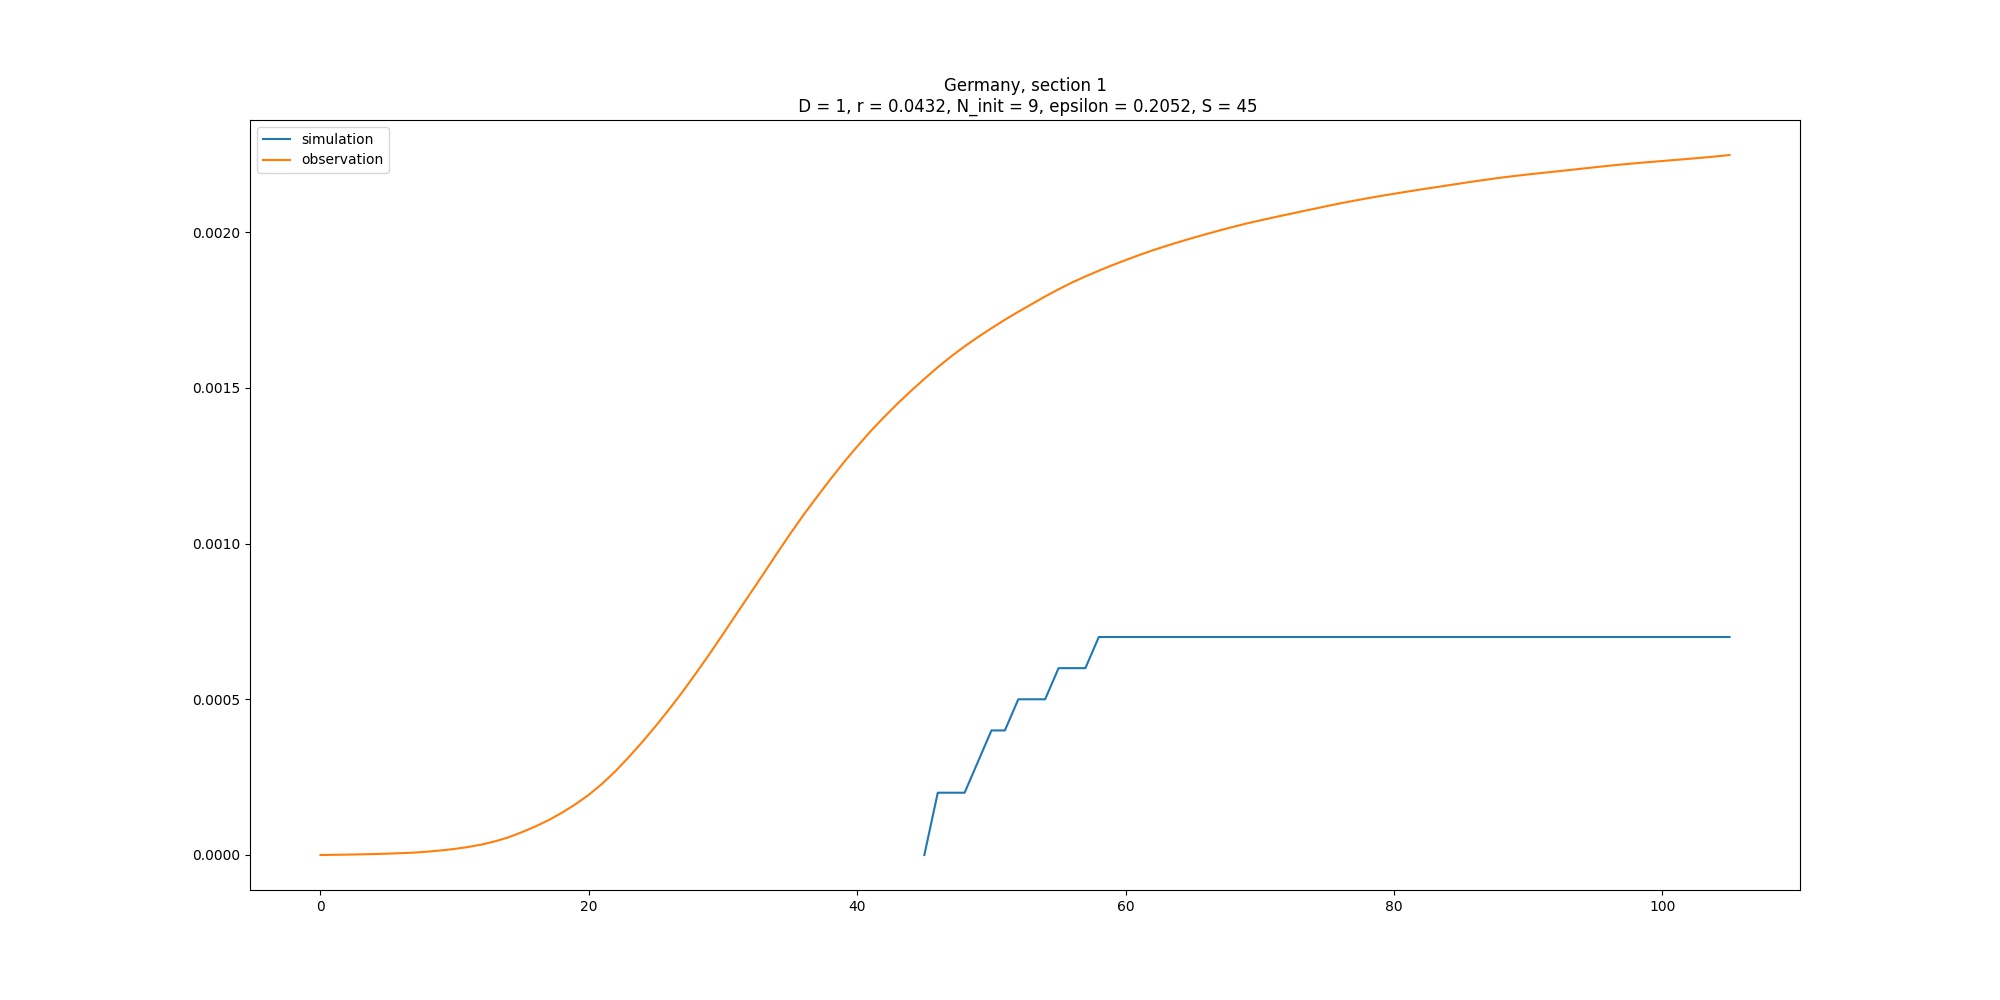 Germany, section 1
D = 1, r = 0.0432, N_init = 9, epsilon = 0.2052, S = 45
simulation
observation
0.0020
0.0015
0.0010
0.0005
0.0000
0 20 40 60 80 100